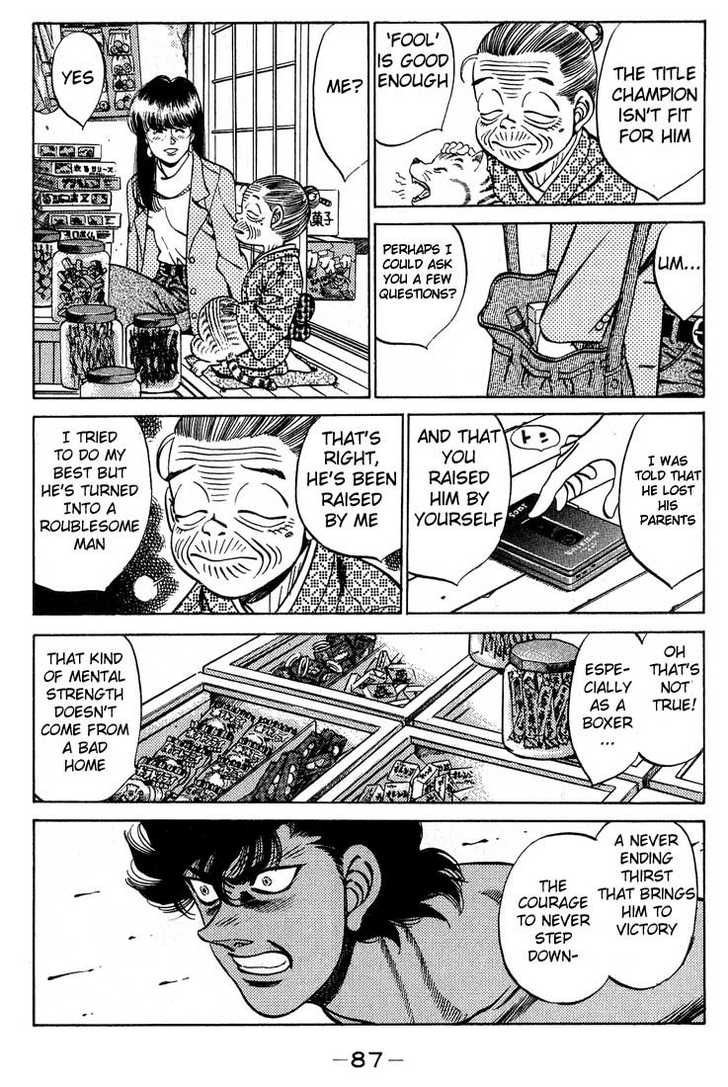 THE TITLE
CHAMPION
ISN'T FIT
FOR HIM
'FOOL'
IS GOOD
ENOUGH
ME?
YES
UM...
PERHAPS I
COULD ASK
YOU A FEW
QUESTIONS?
菓子
I WAS
TOLD THAT
HE LOST
HIS
PARENTS
AND THAT
YOU
RAISED
HIM BY
YOURSELF
トン
THAT'S
RIGHT,
HE'S BEEN
RAISED
BY ME
I TRIED
TO DO MY
BEST BUT
HE'S TURNED
INTO A
ROUBLESOME
MAN
OH
THAT'S
NOT
TRUE!
ESPE-
CIALLY
AS A
BOXER
...
THAT KIND
OF MENTAL
STRENGTH
DOESN'T
COME FROM
A BAD
HOME
A NEVER
ENDING
THIRST
THAT BRINGS
HIM TO
VICTORY
THE
COURAGE
TO NEVER
STEP
DOWN-
-87-